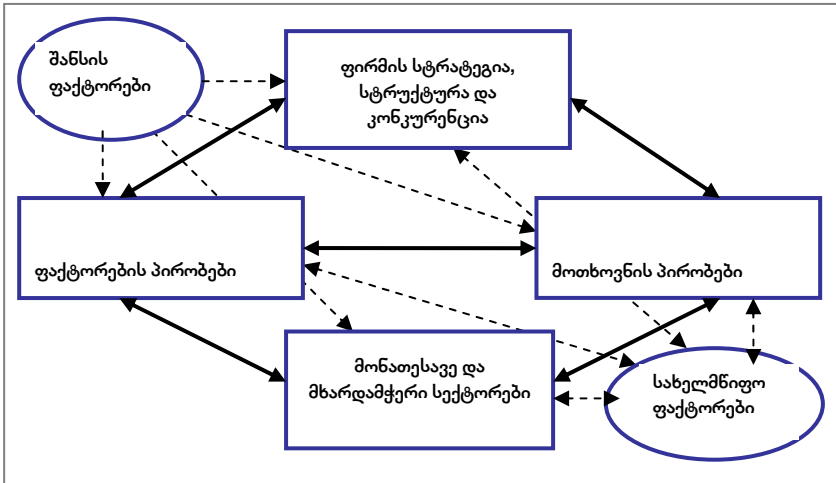 შანსის
ფაქტორები
ფირმის სტრატეგია,
სტრუქტურა და
კონკურენცია
ფაქტორების პირობები
მოთხოვნის პირობები
მონათესავე და
მხარდამჭერი სექტორები
სახელმწიფო
ფაქტორები